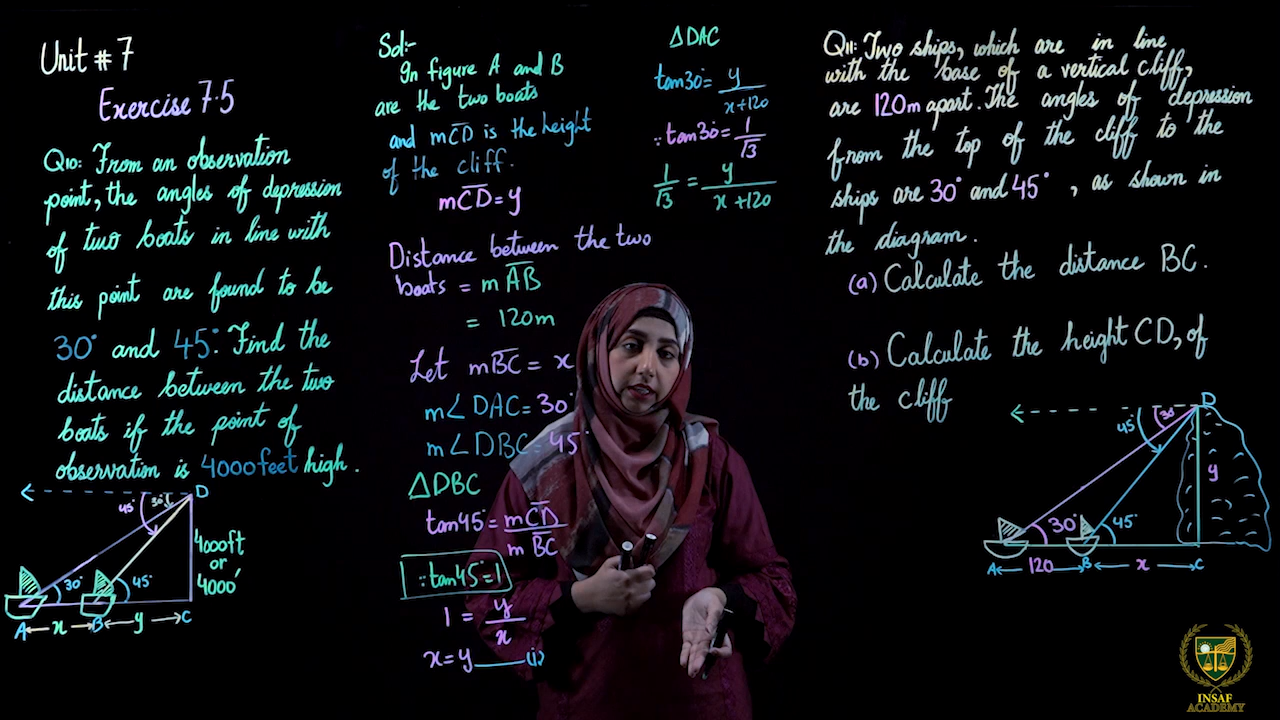 Unit # 7
Exercise 7.5
Q10: From an observation
point, the angles of depression
of two boats in line with
this point are found to be
30° and 45°. Find the
distance between the two
boats if the point of
observation is 4000 feet high.
D
45° 30°
4000ft
or
4000'
30° 45°
A x B y C
Sol:-
In figure A and B
are the two boats
and mCD is the height
of the cliff.
mCD = y
Distance between the two
boats = mAB
= 120m
Let mBC = x
m∠DAC = 30°
m∠DBC = 45°
△DBC
tan45° = mCD / mBC
∵ tan45° = 1
1 = y / x
x = y (i)
△DAC
tan30° = y / x+120
∵ tan30° = 1 / √3
1 / √3 = y / x+120
Q11: Two ships, which are in line
with the base of a vertical cliff,
are 120m apart. The angles of depression
from the top of the cliff to the
ships are 30° and 45°, as shown in
the diagram.
(a) Calculate the distance BC.
(b) Calculate the height CD, of
the cliff
D
45° 30°
y
30° 45°
A 120 B x C
INSAF
ACADEMY